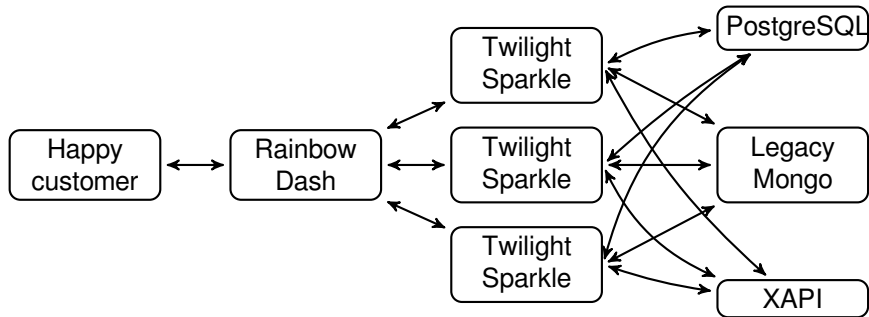 Happy
customer
Rainbow
Dash
Twilight
Sparkle
Twilight
Sparkle
Twilight
Sparkle
PostgreSQL
Legacy
Mongo
XAPI